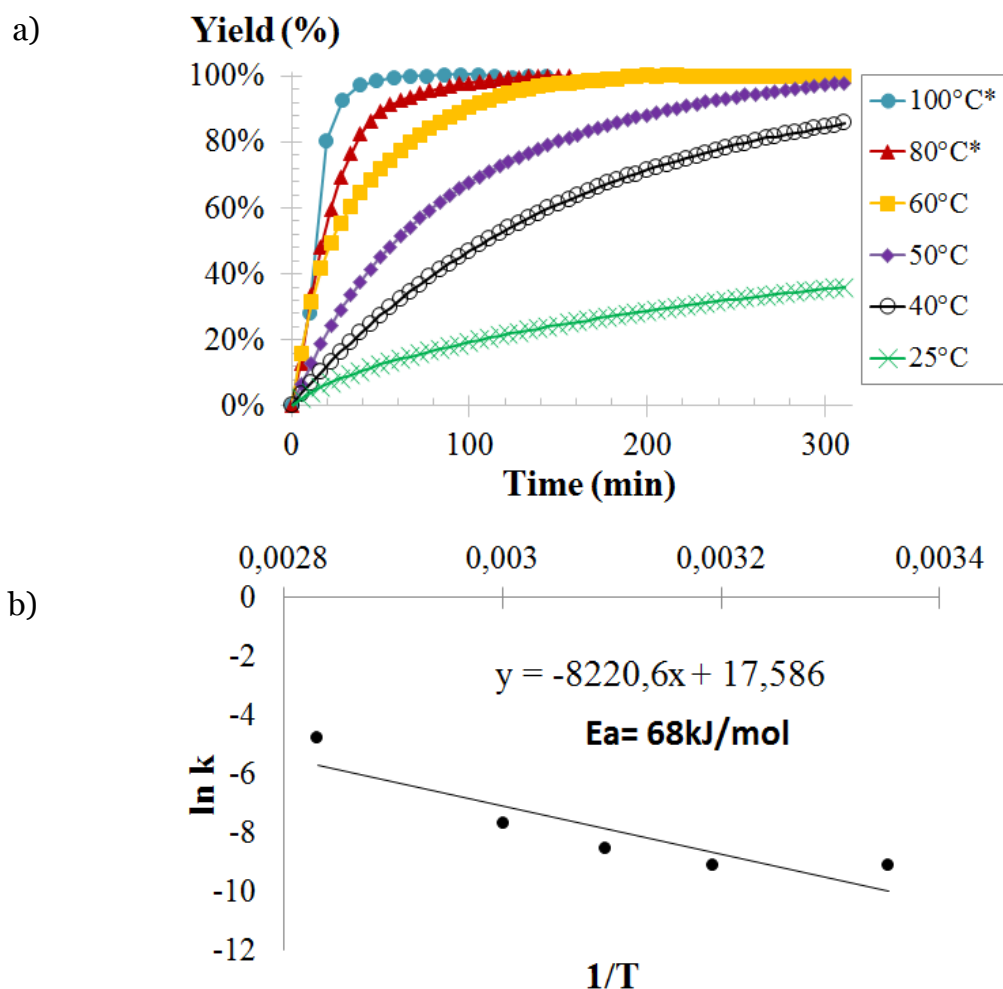 a)
Yield (%)
100%
80%
60%
40%
20%
0%
0
100
200
300
Time (min)
100°C*
80°C*
60°C
50°C
40°C
25°C
b)
0,0028
0,003
0,0032
0,0034
0
-2
-4
-6
-8
-10
-12
ln k
y = -8220,6x + 17,586
Ea= 68kJ/mol
1/T